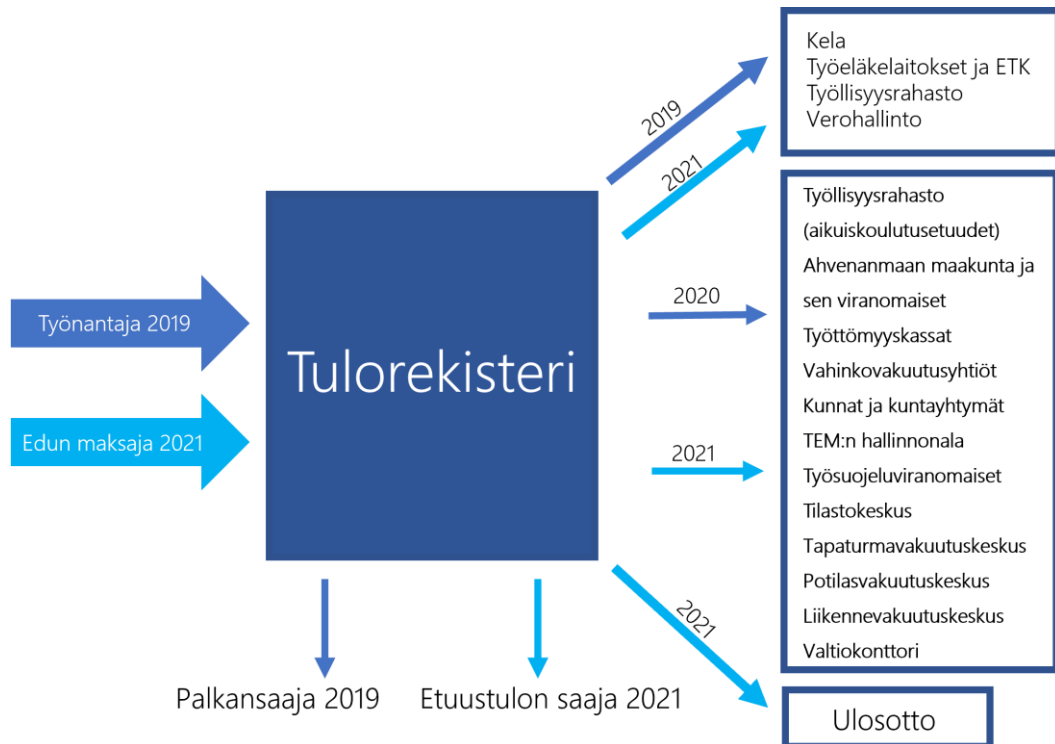 Kela
Työeläkelaitokset ja ETK
Työllisyysrahasto
Verohallinto
2019
2021
Työllisyysrahasto
(aikuiskoulutusetuudet)
Ahvenanmaan maakunta ja
sen viranomaiset
Työttömyyskassat
Vahinkovakuutusyhtiöt
Kunnat ja kuntayhtymät
TEM:n hallinnonala
Työsuojeluviranomaiset
Tilastokeskus
Tapaturmavakuutuskeskus
Potilasvakuutuskeskus
Liikennevakuutuskeskus
Valtiokonttori
2020
2021
Työnantaja 2019
Edun maksaja 2021
Tulorekisteri
2021
Palkansaaja 2019
Etuustulon saaja 2021
Ulosotto